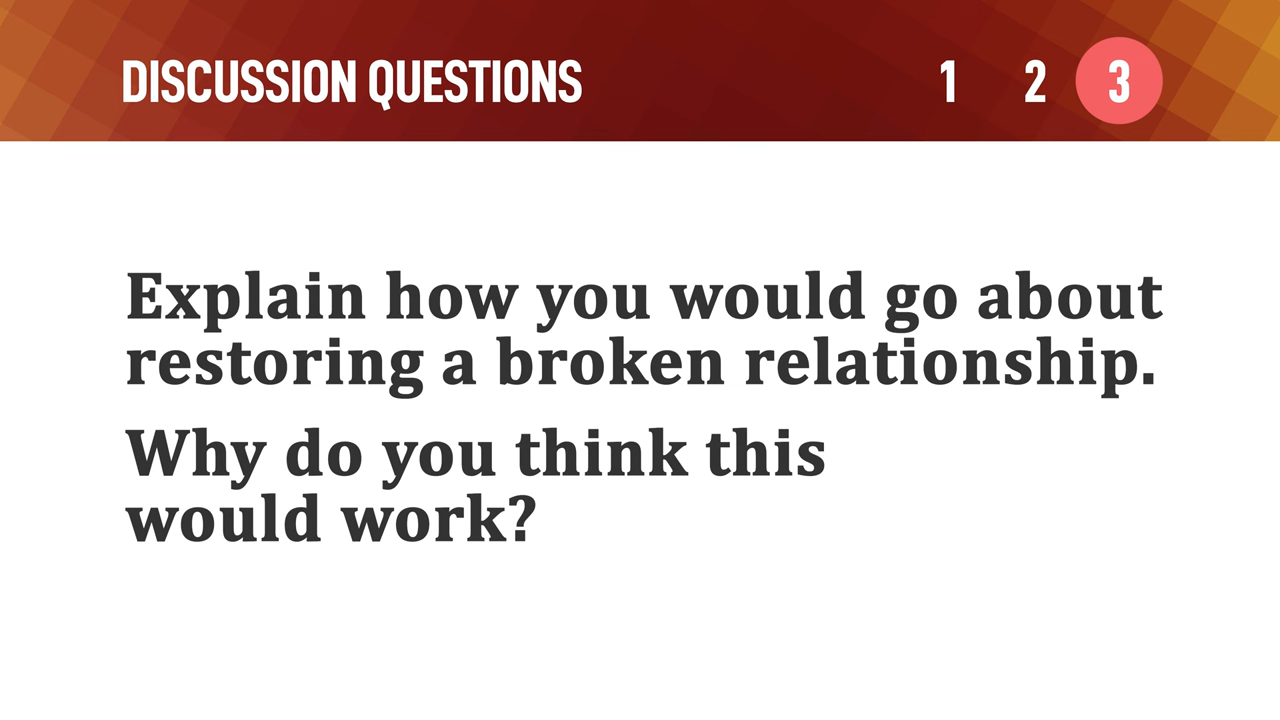 DISCUSSION QUESTIONS 1 2 3
Explain how you would go about
restoring a broken relationship.
Why do you think this
would work?